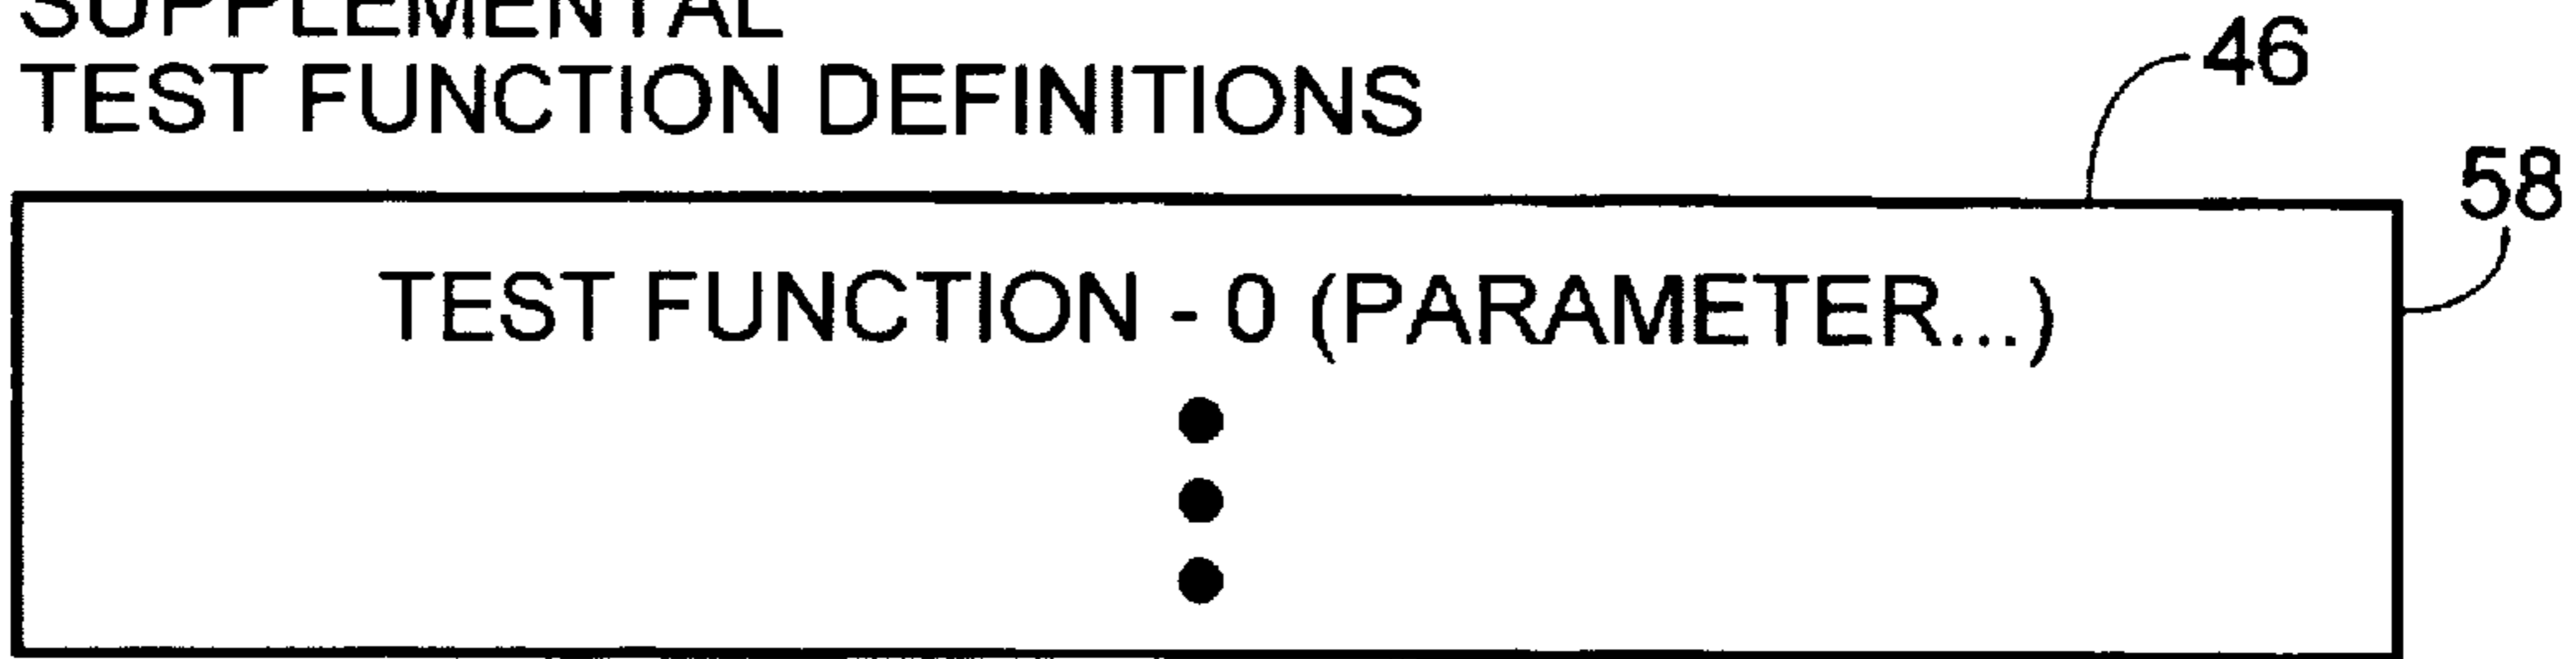 SUPPLEMENTAL
TEST FUNCTION DEFINITIONS
46
58
TEST FUNCTION - 0 (PARAMETER...)